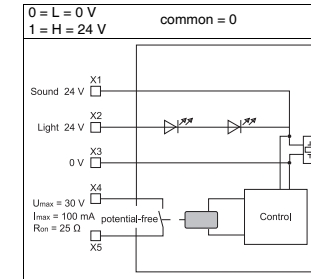 0 = L = 0 V
1 = H = 24 V
common = 0
X1
Sound 24 V
X2
Light 24 V
X3
0 V
X4
Umax = 30 V
Imax = 100 mA
Ron = 25 Ω
potential-free
X5
Control